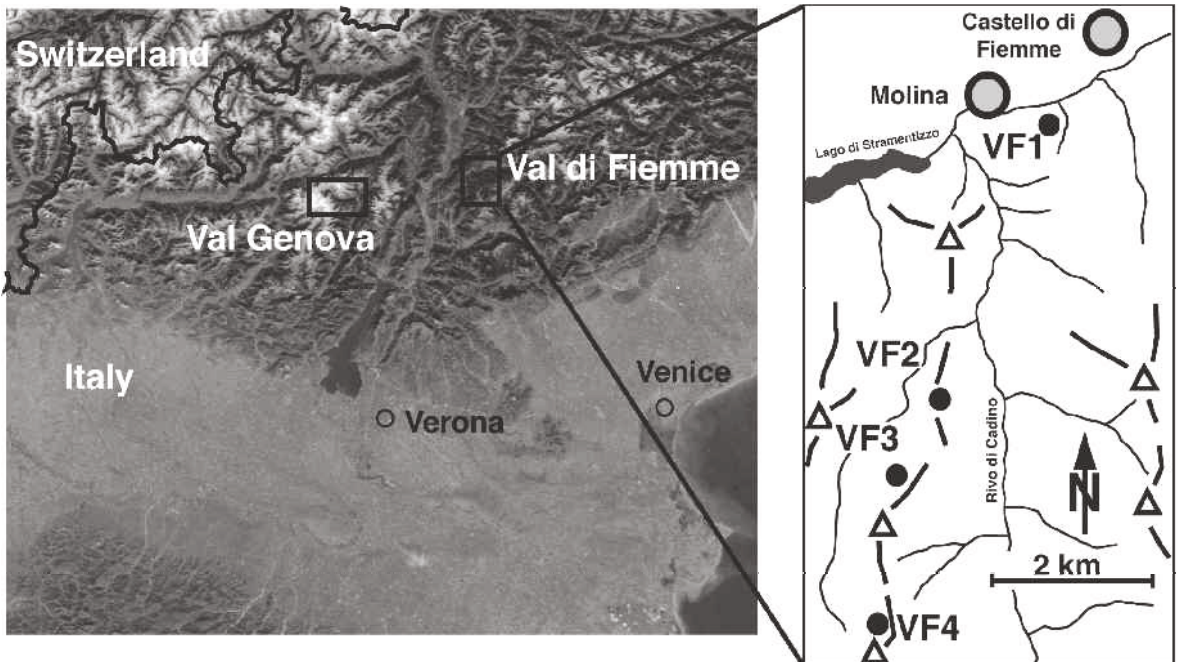 Switzerland
Val di Fiemme
Val Genova
Italy
Venice
Verona
Castello di
Fiemme
Molina
VF1
Lago di Stramentizzo
VF2
VF3
Rivo di Cadino
N
2 km
VF4